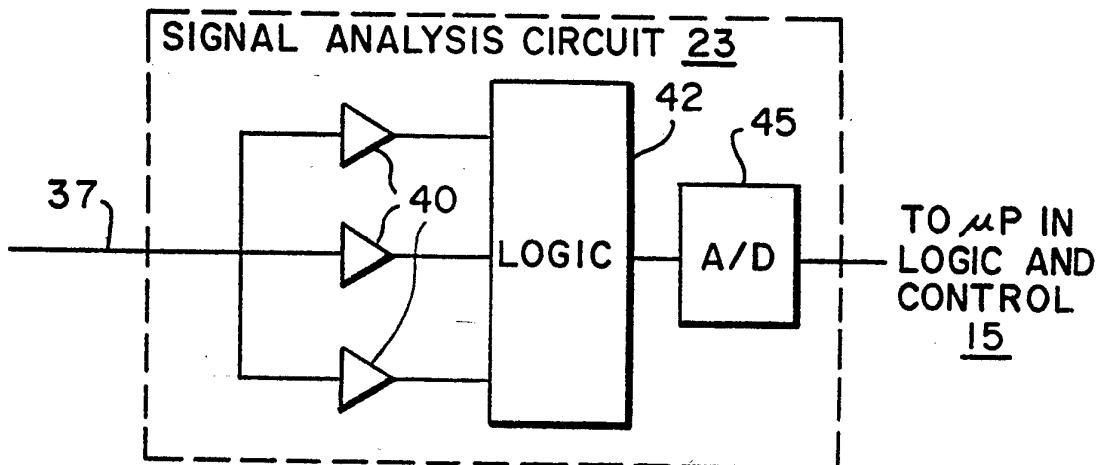 SIGNAL ANALYSIS CIRCUIT 23
42
45
37
40
LOGIC
A/D
TO μP IN
LOGIC AND
CONTROL
15